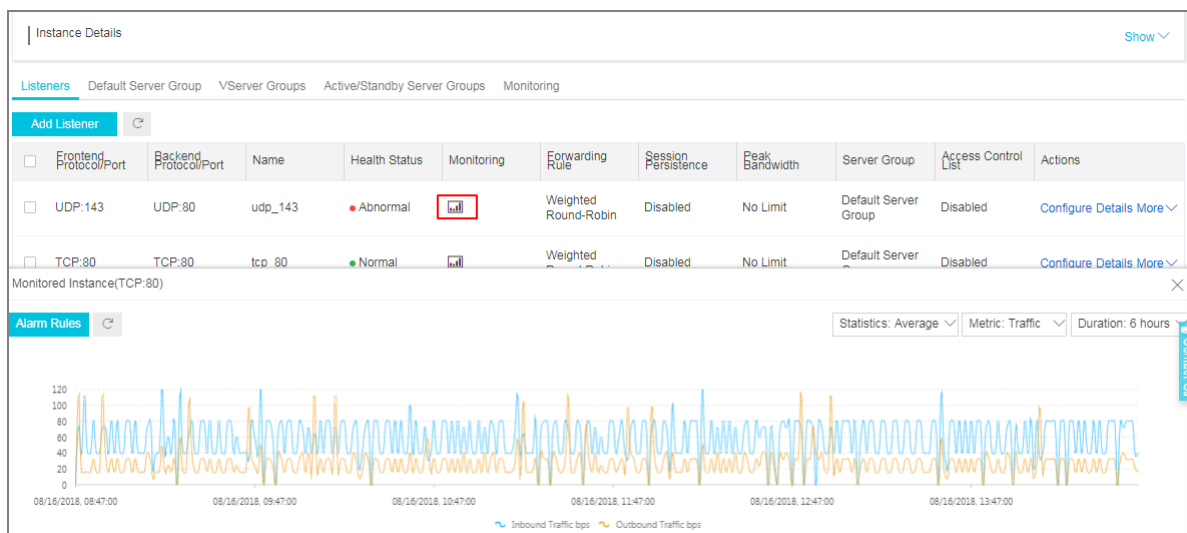 Instance Details
Show
Listeners Default Server Group VServer Groups Active/Standby Server Groups Monitoring
Add Listener
Frontend Protocol/Port Backend Protocol/Port Name Health Status Monitoring Forwarding Rule Session Persistence Peak Bandwidth Server Group Access Control List Actions
UDP:143 UDP:80 udp_143 Abnormal Weighted Round-Robin Disabled No Limit Default Server Group Disabled Configure Details More
TCP:80 TCP:80 tcp_80 Normal Weighted Disabled No Limit Default Server Disabled Configure Details More
Monitored Instance(TCP:80)
Alarm Rules
Statistics: Average Metric: Traffic Duration: 6 hours
120
100
80
60
40
20
0
08/16/2018, 08:47:00 08/16/2018, 09:47:00 08/16/2018, 10:47:00 08/16/2018, 11:47:00 08/16/2018, 12:47:00 08/16/2018, 13:47:00
Inbound Traffic bps Outbound Traffic bps